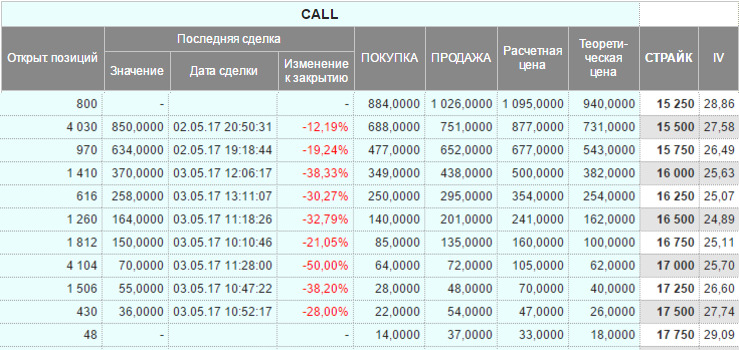 CALL
Открыт. позиций Последняя сделка ПОКУПКА ПРОДАЖА Расчетная цена Теорети-ческая цена СТРАЙК IV
Значение Дата сделки Изменение к закрытию
800 - - 884,0000 1 026,0000 1 095,0000 940,0000 15 250 28,86
4 030 850,0000 02.05.17 20:50:31 -12,19% 688,0000 751,0000 877,0000 731,0000 15 500 27,58
970 634,0000 02.05.17 19:18:44 -19,24% 477,0000 652,0000 677,0000 543,0000 15 750 26,49
1 410 370,0000 03.05.17 12:06:17 -38,33% 349,0000 438,0000 500,0000 382,0000 16 000 25,63
616 258,0000 03.05.17 13:11:07 -30,27% 250,0000 295,0000 354,0000 254,0000 16 250 25,07
1 260 164,0000 03.05.17 11:18:26 -32,79% 140,0000 201,0000 241,0000 162,0000 16 500 24,89
1 812 150,0000 03.05.17 10:10:46 -21,05% 85,0000 135,0000 160,0000 100,0000 16 750 25,11
4 104 70,0000 03.05.17 11:28:00 -50,00% 64,0000 72,0000 105,0000 62,0000 17 000 25,70
1 506 55,0000 03.05.17 10:47:22 -38,20% 28,0000 48,0000 70,0000 40,0000 17 250 26,60
430 36,0000 03.05.17 10:52:17 -28,00% 22,0000 54,0000 47,0000 26,0000 17 500 27,74
48 - - 14,0000 37,0000 33,0000 18,0000 17 750 29,09